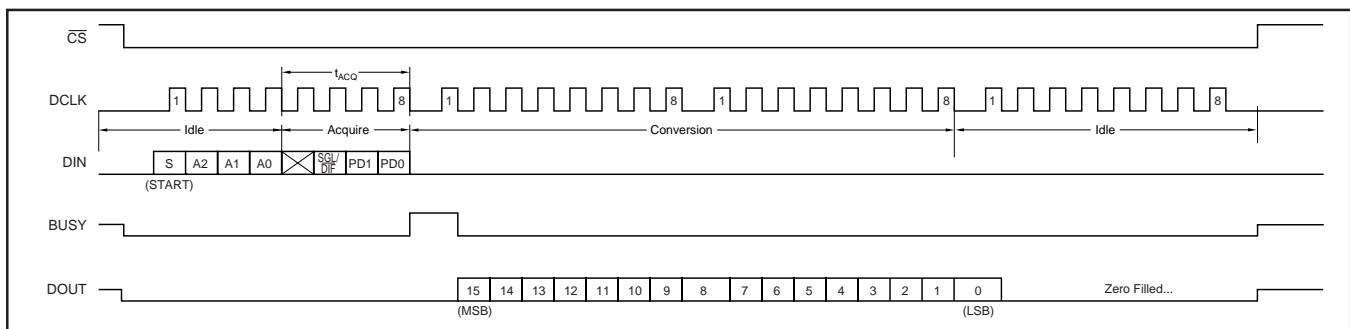 CS
tACQ
DCLK 1 8 1 8 1 8 1 8
Idle Acquire Conversion Idle
DIN S A2 A1 A0 SGL/DIF PD1 PD0
(START)
BUSY
DOUT 15 14 13 12 11 10 9 8 7 6 5 4 3 2 1 0 Zero Filled...
(MSB) (LSB)